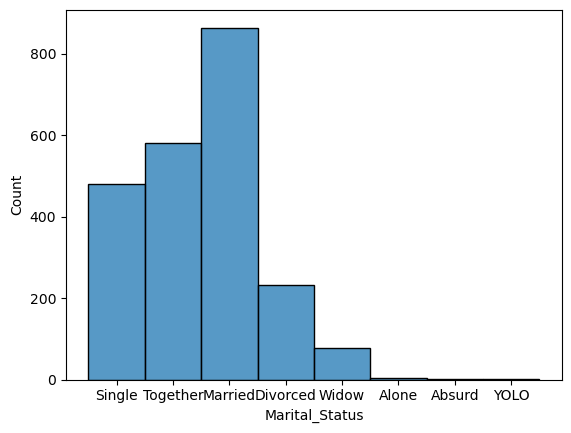 800
600
400
200
0
Count
Single Together Married Divorced Widow Alone Absurd YOLO
Marital_Status